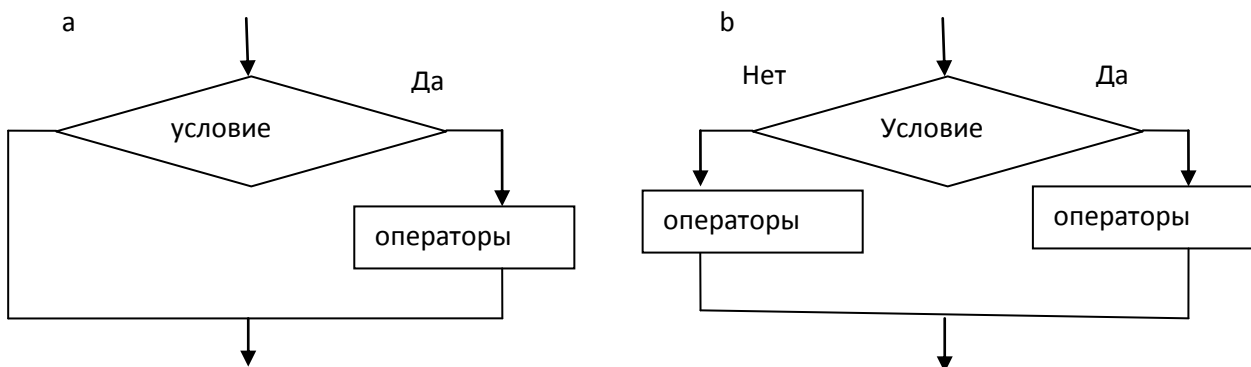 a
Да
условие
операторы
b
Нет
Да
Условие
операторы
операторы